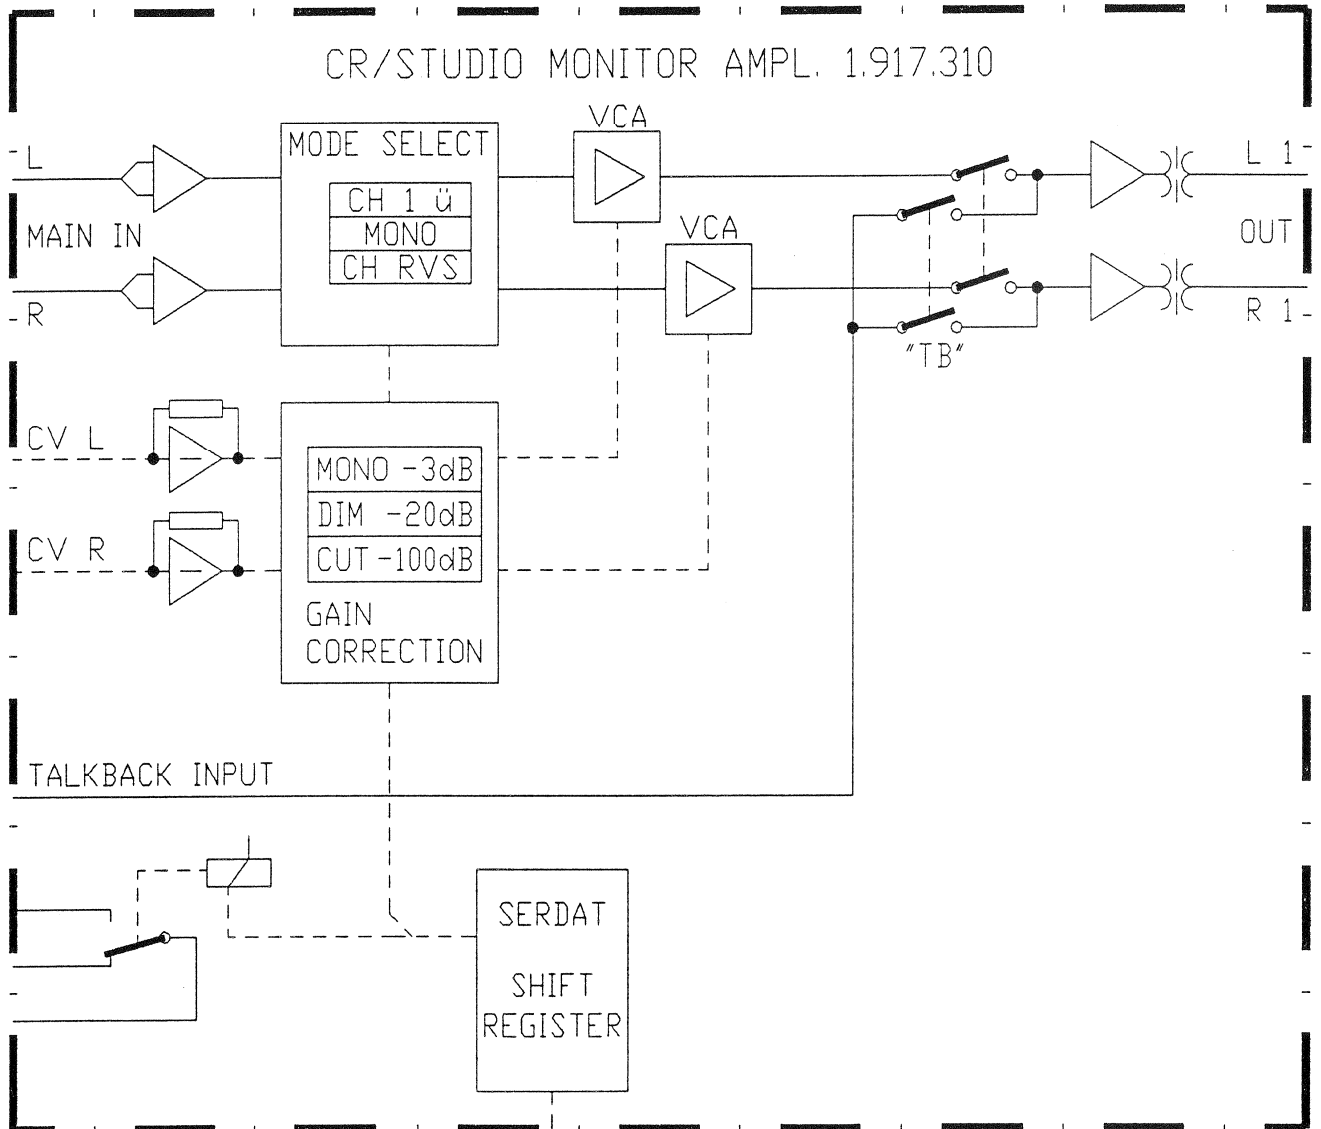 CR/STUDIO MONITOR AMPL. 1.917.310
VCA
L
MODE SELECT
L 1
CH 1 ü
MAIN IN
MONO
VCA
OUT
CH RVS
R
R 1
"TB"
CV L
MONO -3dB
DIM -20dB
CV R
CUT -100dB
GAIN
CORRECTION
TALKBACK INPUT
SERDAT
SHIFT
REGISTER